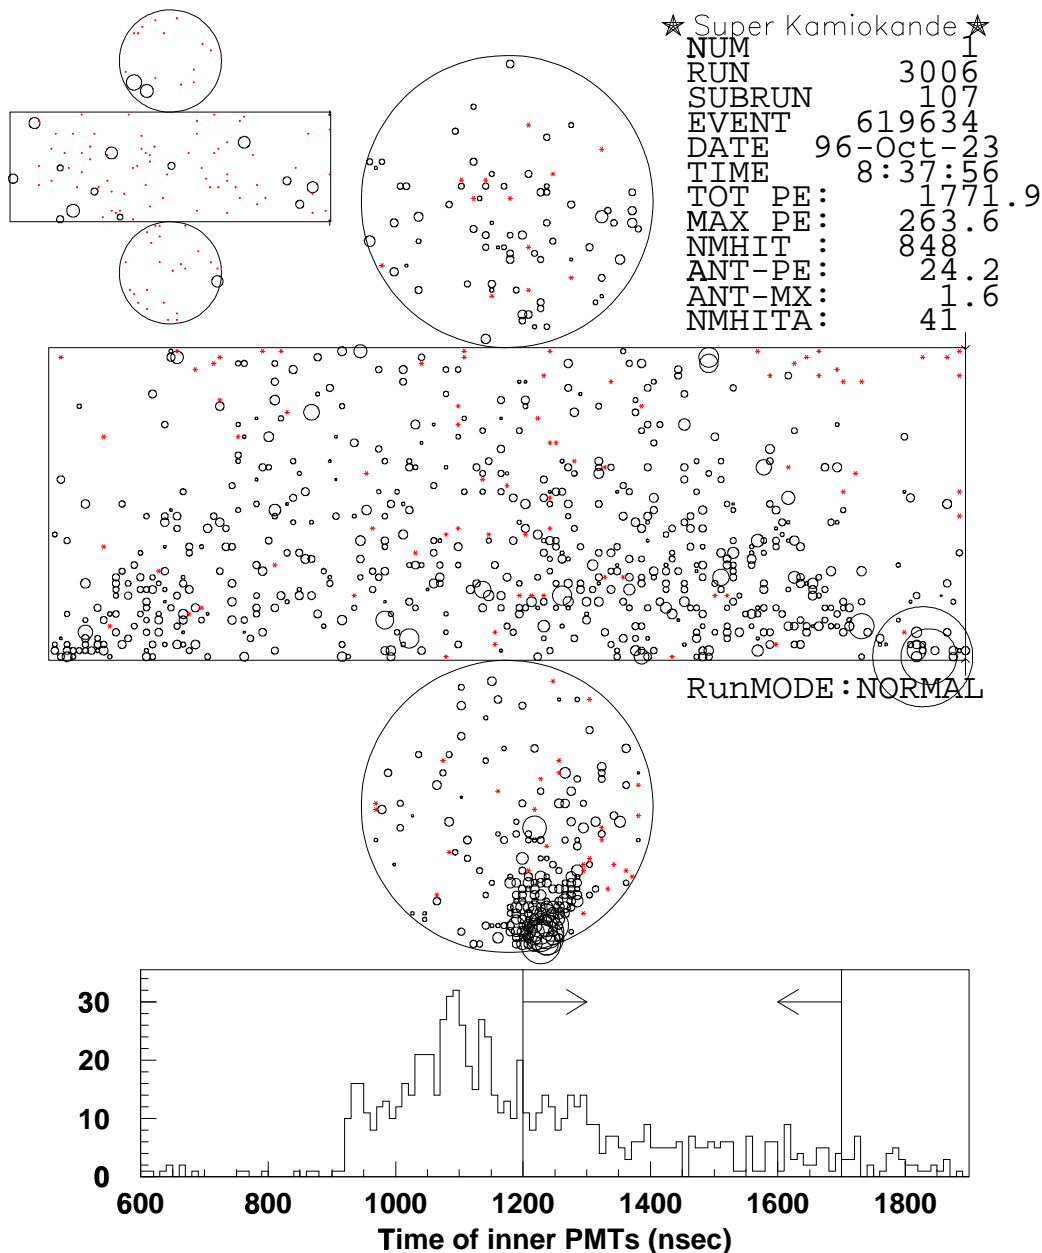 Super Kamiokande
NUM 1
RUN 3006
SUBRUN 107
EVENT 619634
DATE 96-Oct-23
TIME 8:37:56
TOT PE: 1771.9
MAX PE: 263.6
NMHIT : 848
ANT-PE: 24.2
ANT-MX: 1.6
NMHITA: 41
RunMODE:NORMAL
30
20
10
0
600 800 1000 1200 1400 1600 1800
Time of inner PMTs (nsec)